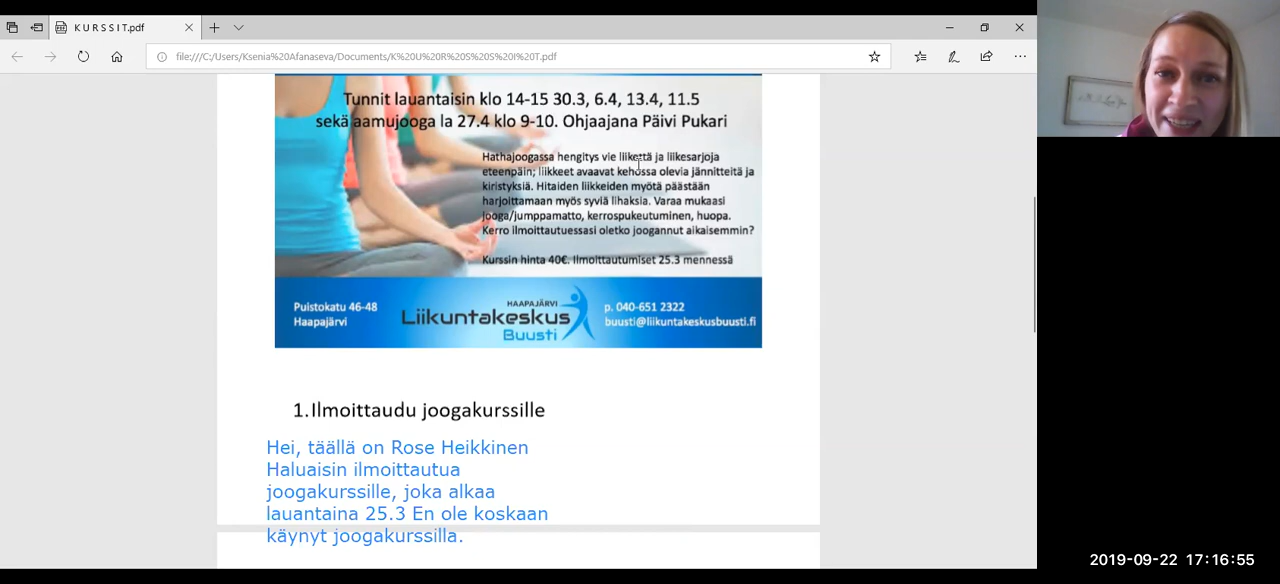 K U R S S I T.pdf
file:///C:/Users/Ksenia%20Afanaseva/Documents/K%20U%20R%20S%20S%20I%20T.pdf
Tunnit lauantaisin klo 14-15 30.3, 6.4, 13.4, 11.5
sekä aamujooga la 27.4 klo 9-10. Ohjaajana Päivi Pukari
Hathajoogassa hengitys vie liikettä ja liikesarjoja
eteenpäin; liikkeet avaavat kehossa olevia jännitteitä ja
kiristyksiä. Hitaiden liikkeiden myötä päästään
harjoittamaan myös syviä lihaksia. Varaa mukaasi
jooga/jumppamatto, kerrospukeutuminen, huopa.
Kerro ilmoittautuessasi oletko joogannut aikaisemmin?
Kurssin hinta 40€. Ilmoittautumiset 25.3 mennessä
Puistokatu 46-48
Haapajärvi
HAAPAJÄRVI
Liikuntakeskus
Buusti
p. 040-651 2322
buusti@liikuntakeskusbuusti.fi
1. Ilmoittaudu joogakurssille
Hei, täällä on Rose Heikkinen
Haluaisin ilmoittautua
joogakurssille, joka alkaa
lauantaina 25.3 En ole koskaan
käynyt joogakurssilla.
2019-09-22 17:16:55